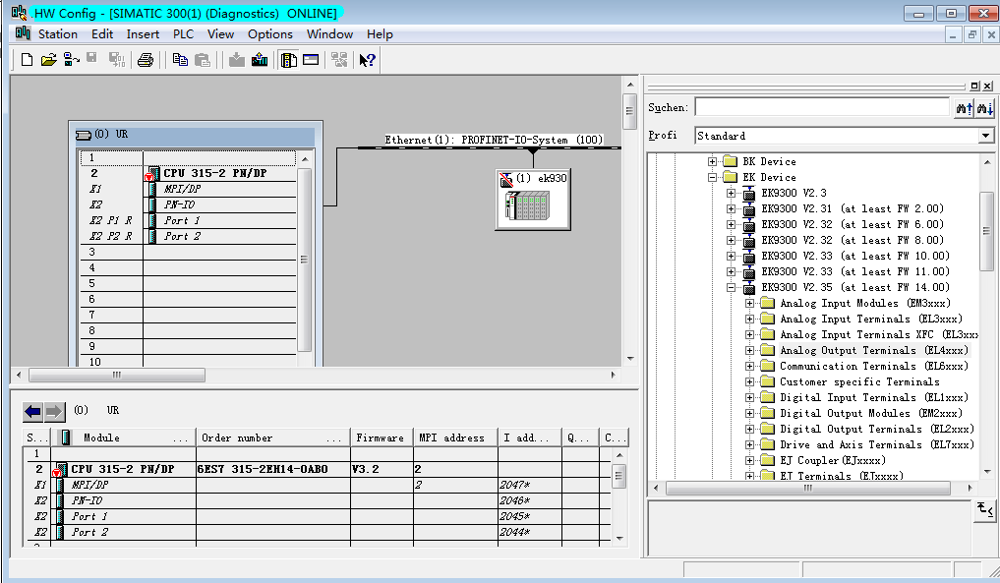 HW Config - [SIMATIC 300(1) (Diagnostics) ONLINE]
Station Edit Insert PLC View Options Window Help
(0) UR
1
2 CPU 315-2 PN/DP
X1 MPI/DP
X2 PN-IO
X2 P1 R Port 1
X2 P2 R Port 2
3
4
5
6
7
8
9
10
Ethernet(1): PROFINET-IO-System (100)
(1) ek930
Suchen:
Profi Standard
BK Device
EK Device
EK9300 V2.3
EK9300 V2.31 (at least FW 2.00)
EK9300 V2.32 (at least FW 6.00)
EK9300 V2.32 (at least FW 8.00)
EK9300 V2.33 (at least FW 10.00)
EK9300 V2.33 (at least FW 11.00)
EK9300 V2.35 (at least FW 14.00)
Analog Input Modules (EM3xxx)
Analog Input Terminals (EL3xxx)
Analog Input Terminals XFC (EL3xxx
Analog Output Terminals (EL4xxx)
Communication Terminals (EL6xxx)
Customer specific Terminals
Digital Input Terminals (EL1xxx)
Digital Output Modules (EM2xxx)
Digital Output Terminals (EL2xxx)
Drive and Axis Terminals (EL7xxx)
EJ Coupler(EJxxxx)
EJ Terminals (EJxxxx)
(0) UR
S... Module ... Order number ... Firmware MPI address I add... Q... C...
1
2 CPU 315-2 PN/DP 6ES7 315-2EH14-0AB0 V3.2 2
X1 MPI/DP 2 2047*
X2 PN-IO 2046*
X2 Port 1 2045*
X2 Port 2 2044*
3